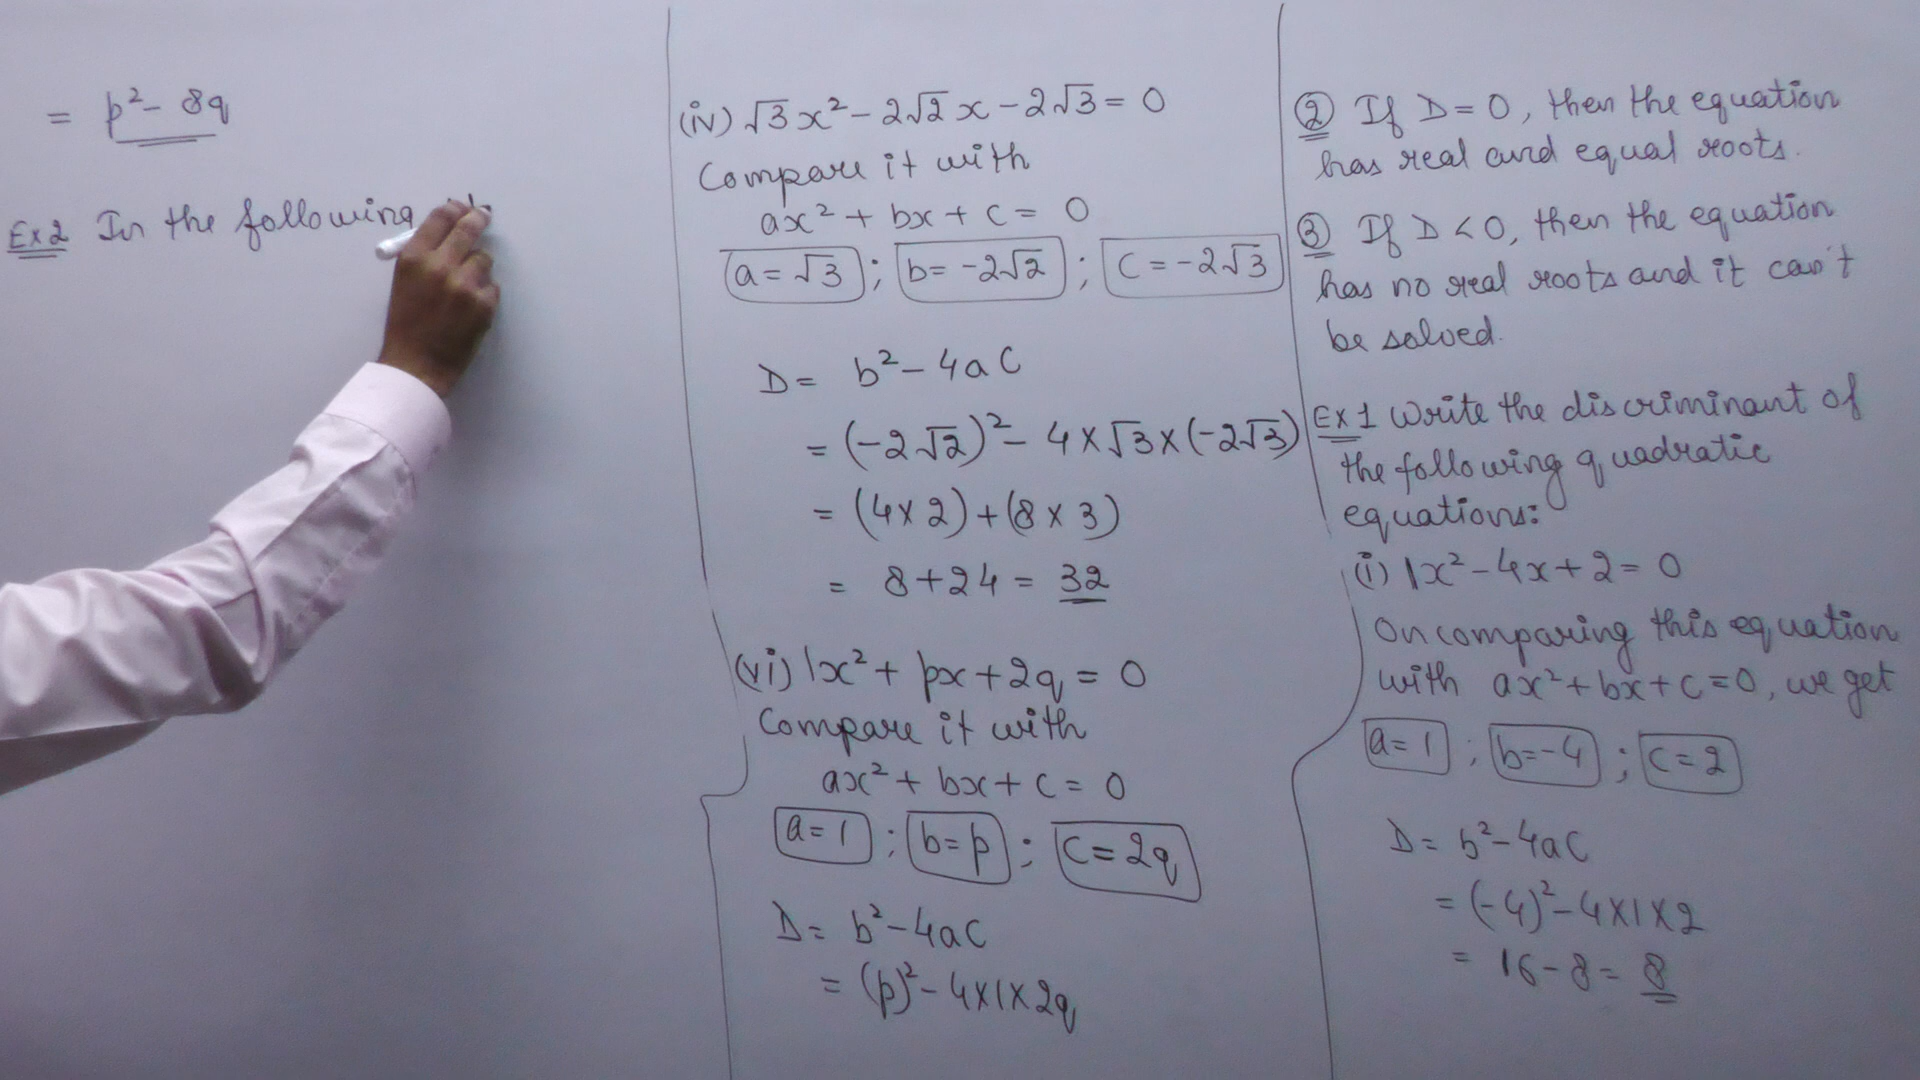 = p² - 8q
Ex2 In the following
(iv) √3x² - 2√2x - 2√3 = 0
Compare it with
ax² + bx + c = 0
a = √3 ; b = -2√2 ; C = -2√3
D = b² - 4aC
= (-2√2)² - 4×√3×(-2√3)
= (4×2)+(8×3)
= 8+24 = 32
(vi) 1x² + px + 2q = 0
Compare it with
ax² + bx + c = 0
a = 1 ; b = p ; C = 2q
D = b² - 4aC
= (p)² - 4×1×2q
② If D = 0, then the equation
has real and equal roots.
③ If D < 0, then the equation
has no real roots and it can't
be solved.
Ex1 Write the discriminant of
the following quadratic
equations:
(i) 1x² - 4x + 2 = 0
On comparing this equation
with ax² + bx + c = 0, we get
a = 1 ; b = -4 ; C = 2
D = b² - 4aC
= (-4)² - 4×1×2
= 16 - 8 = 8